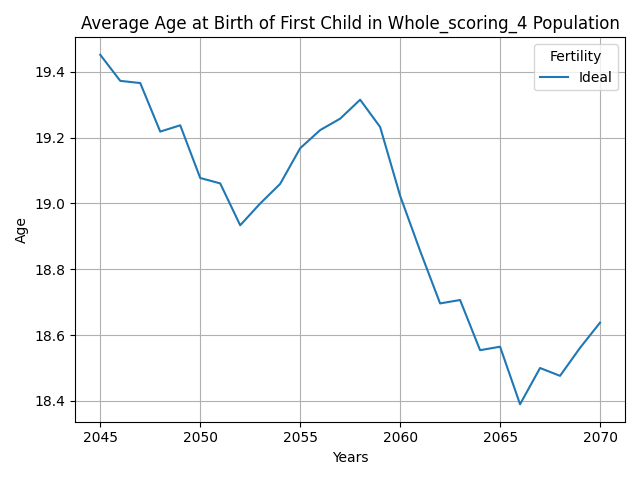 Average Age at Birth of First Child in Whole_scoring_4 Population
Fertility
Ideal
19.4
19.2
19.0
18.8
18.6
18.4
Age
2045
2050
2055
2060
2065
2070
Years